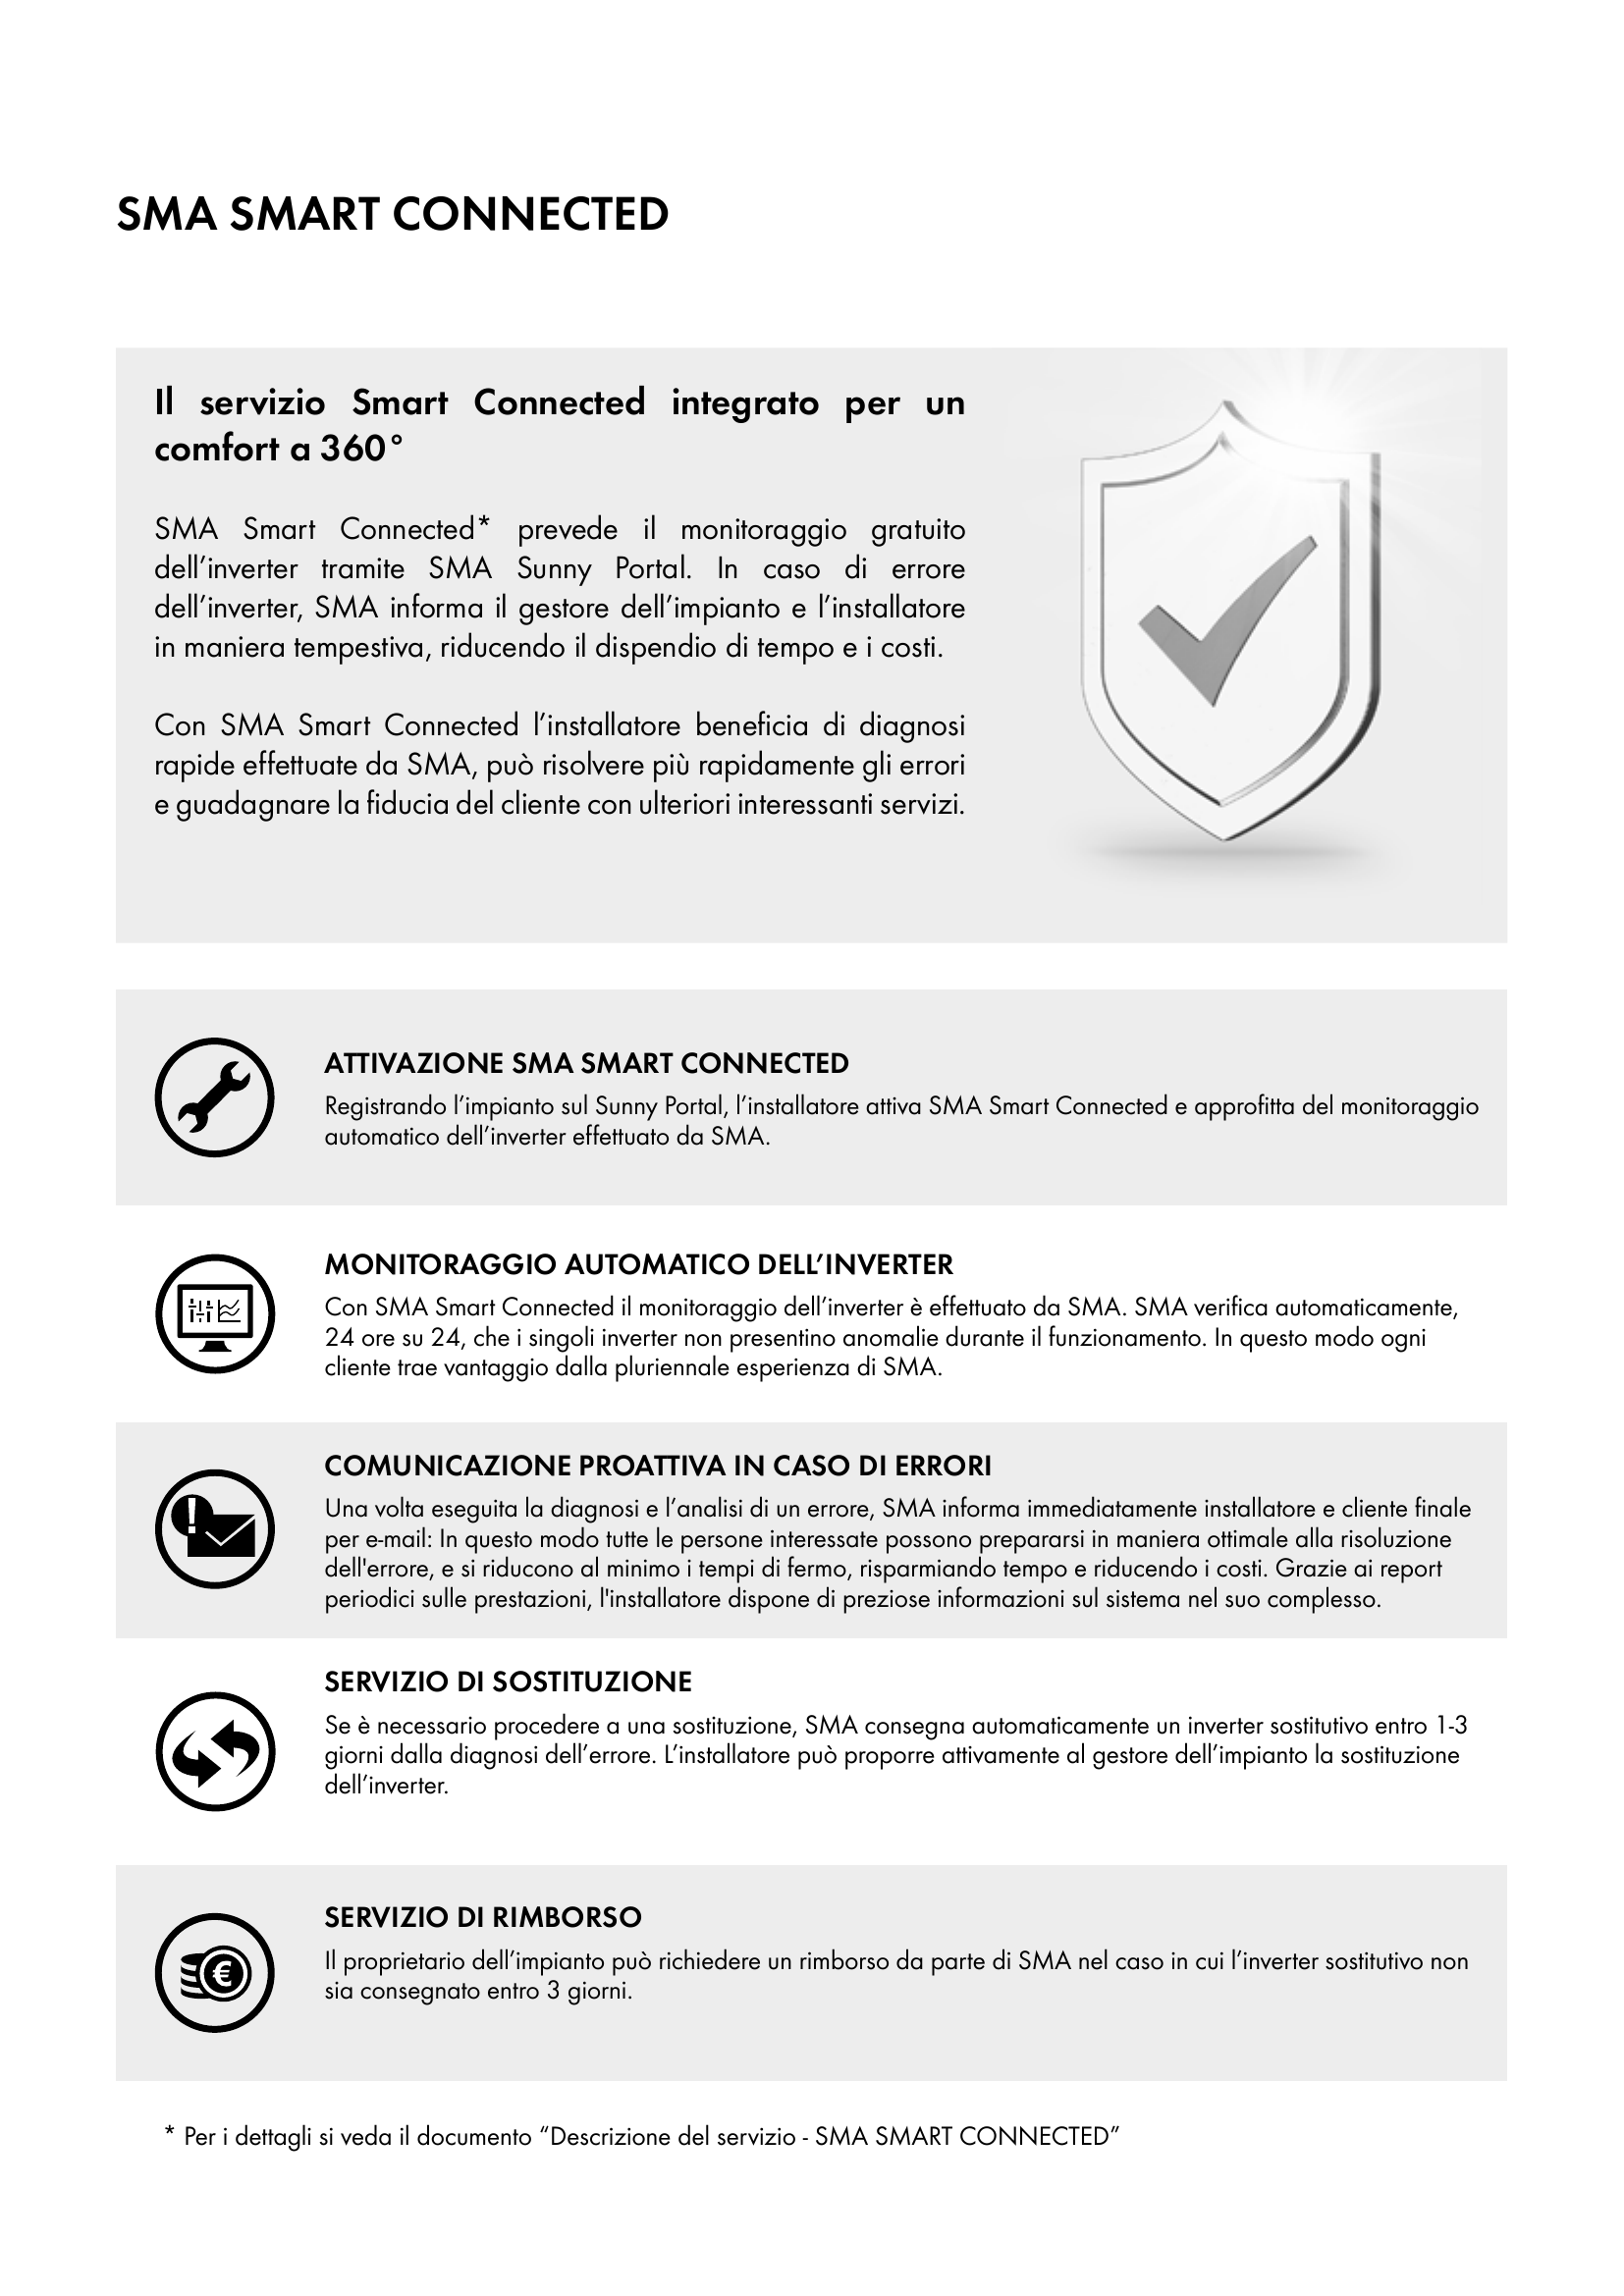 SMA SMART CONNECTED
Il servizio Smart Connected integrato per un
comfort a 360°
SMA Smart Connected* prevede il monitoraggio gratuito
dell’inverter tramite SMA Sunny Portal. In caso di errore
dell’inverter, SMA informa il gestore dell’impianto e l’installatore
in maniera tempestiva, riducendo il dispendio di tempo e i costi.
Con SMA Smart Connected l’installatore beneficia di diagnosi
rapide effettuate da SMA, può risolvere più rapidamente gli errori
e guadagnare la fiducia del cliente con ulteriori interessanti servizi.
ATTIVAZIONE SMA SMART CONNECTED
Registrando l’impianto sul Sunny Portal, l’installatore attiva SMA Smart Connected e approfitta del monitoraggio
automatico dell’inverter effettuato da SMA.
MONITORAGGIO AUTOMATICO DELL’INVERTER
Con SMA Smart Connected il monitoraggio dell’inverter è effettuato da SMA. SMA verifica automaticamente,
24 ore su 24, che i singoli inverter non presentino anomalie durante il funzionamento. In questo modo ogni
cliente trae vantaggio dalla pluriennale esperienza di SMA.
COMUNICAZIONE PROATTIVA IN CASO DI ERRORI
Una volta eseguita la diagnosi e l’analisi di un errore, SMA informa immediatamente installatore e cliente finale
per e-mail: In questo modo tutte le persone interessate possono prepararsi in maniera ottimale alla risoluzione
dell'errore, e si riducono al minimo i tempi di fermo, risparmiando tempo e riducendo i costi. Grazie ai report
periodici sulle prestazioni, l'installatore dispone di preziose informazioni sul sistema nel suo complesso.
SERVIZIO DI SOSTITUZIONE
Se è necessario procedere a una sostituzione, SMA consegna automaticamente un inverter sostitutivo entro 1-3
giorni dalla diagnosi dell’errore. L’installatore può proporre attivamente al gestore dell’impianto la sostituzione
dell’inverter.
SERVIZIO DI RIMBORSO
Il proprietario dell’impianto può richiedere un rimborso da parte di SMA nel caso in cui l’inverter sostitutivo non
sia consegnato entro 3 giorni.
* Per i dettagli si veda il documento “Descrizione del servizio - SMA SMART CONNECTED”